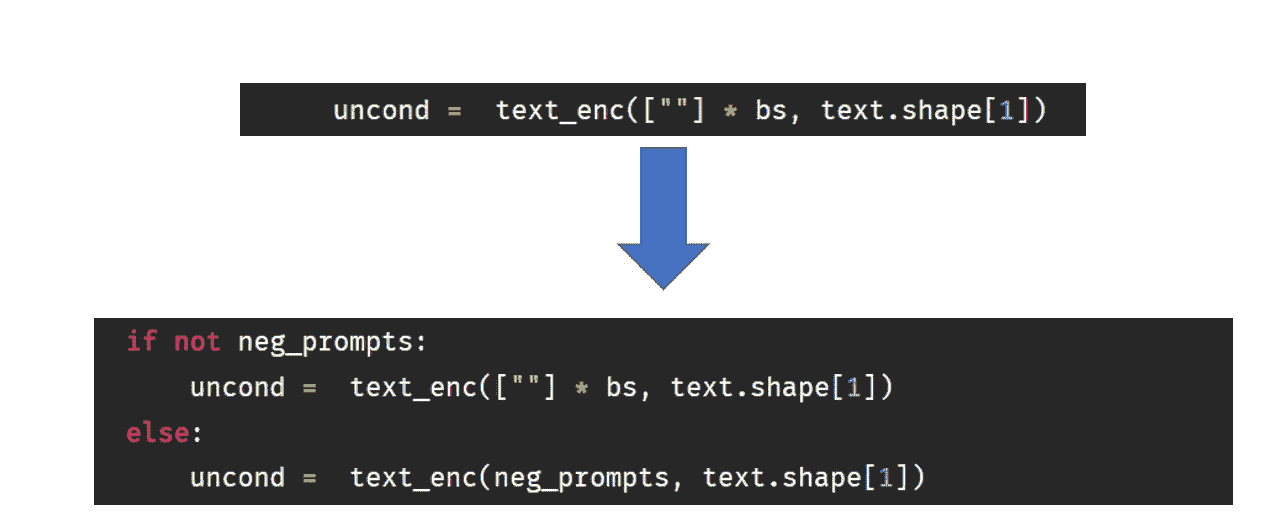 uncond =  text_enc([""] * bs, text.shape[1])
if not neg_prompts:
    uncond =  text_enc([""] * bs, text.shape[1])
else:
    uncond =  text_enc(neg_prompts, text.shape[1])